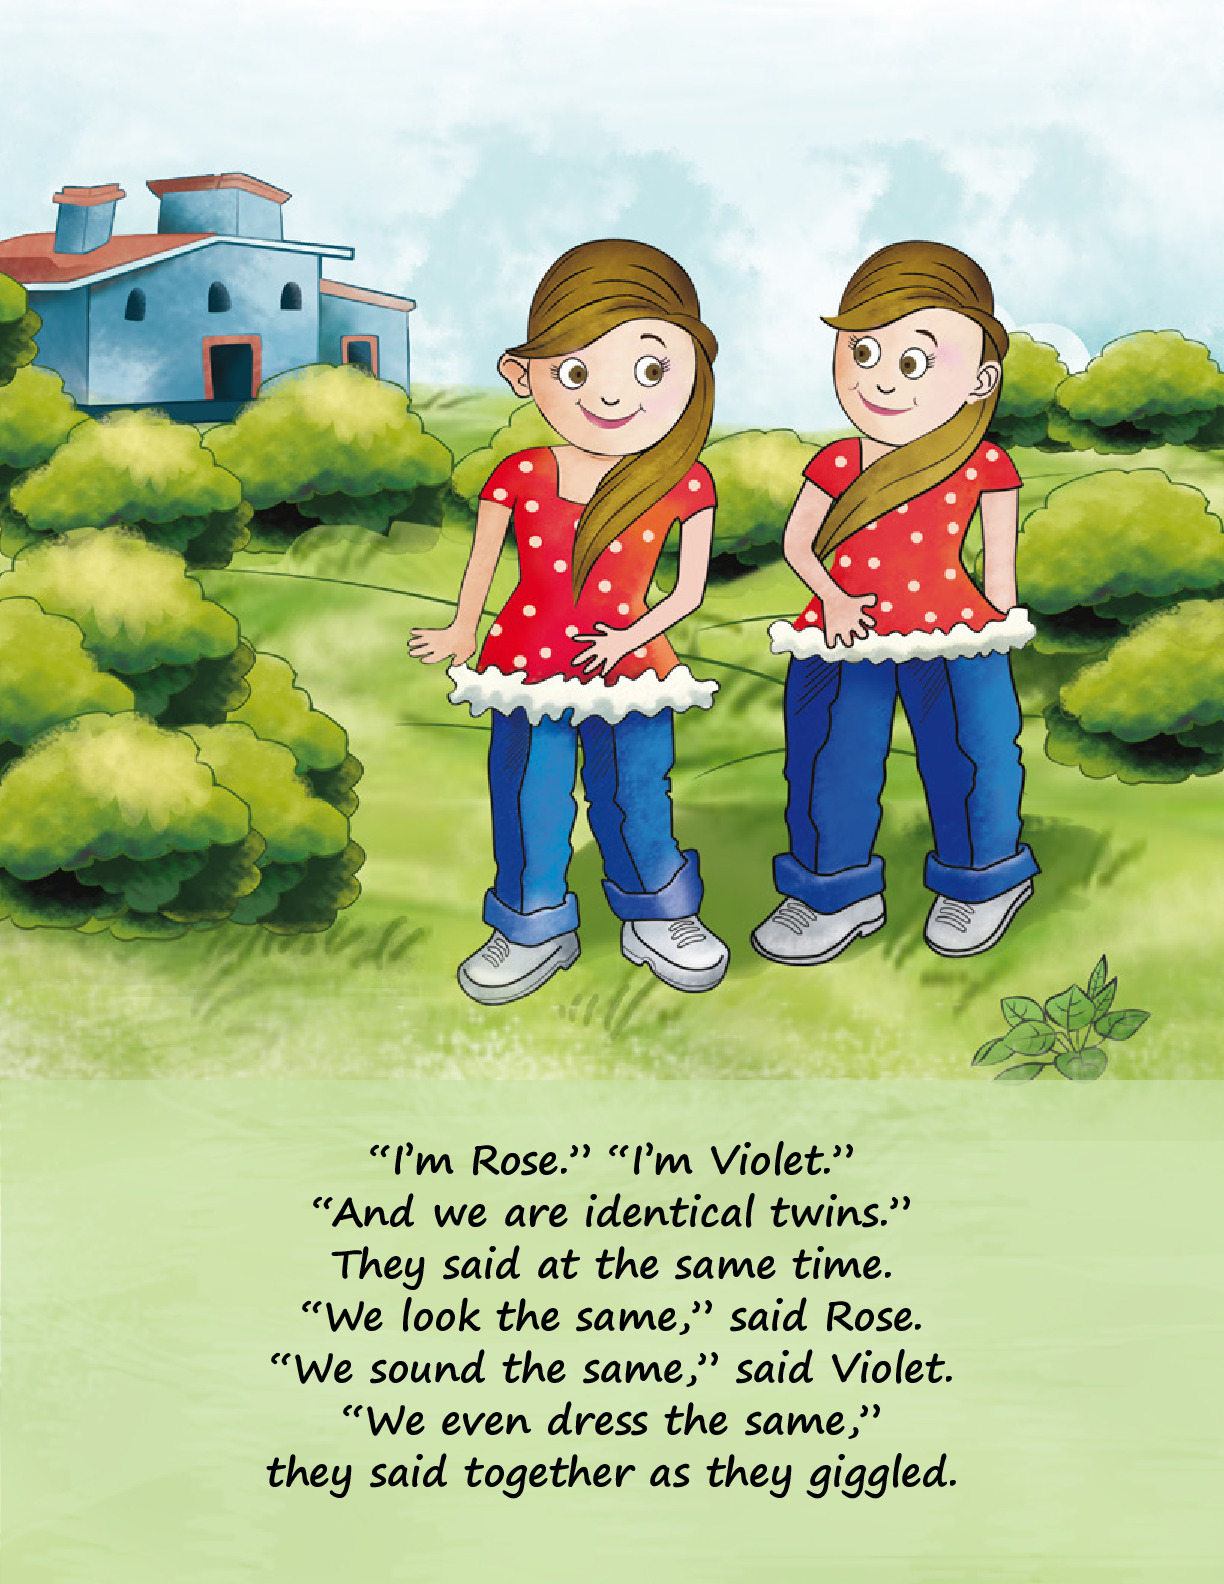 “I’m Rose.” “I’m Violet.”
“And we are identical twins.”
They said at the same time.
“We look the same,” said Rose.
“We sound the same,” said Violet.
“We even dress the same,”
they said together as they giggled.